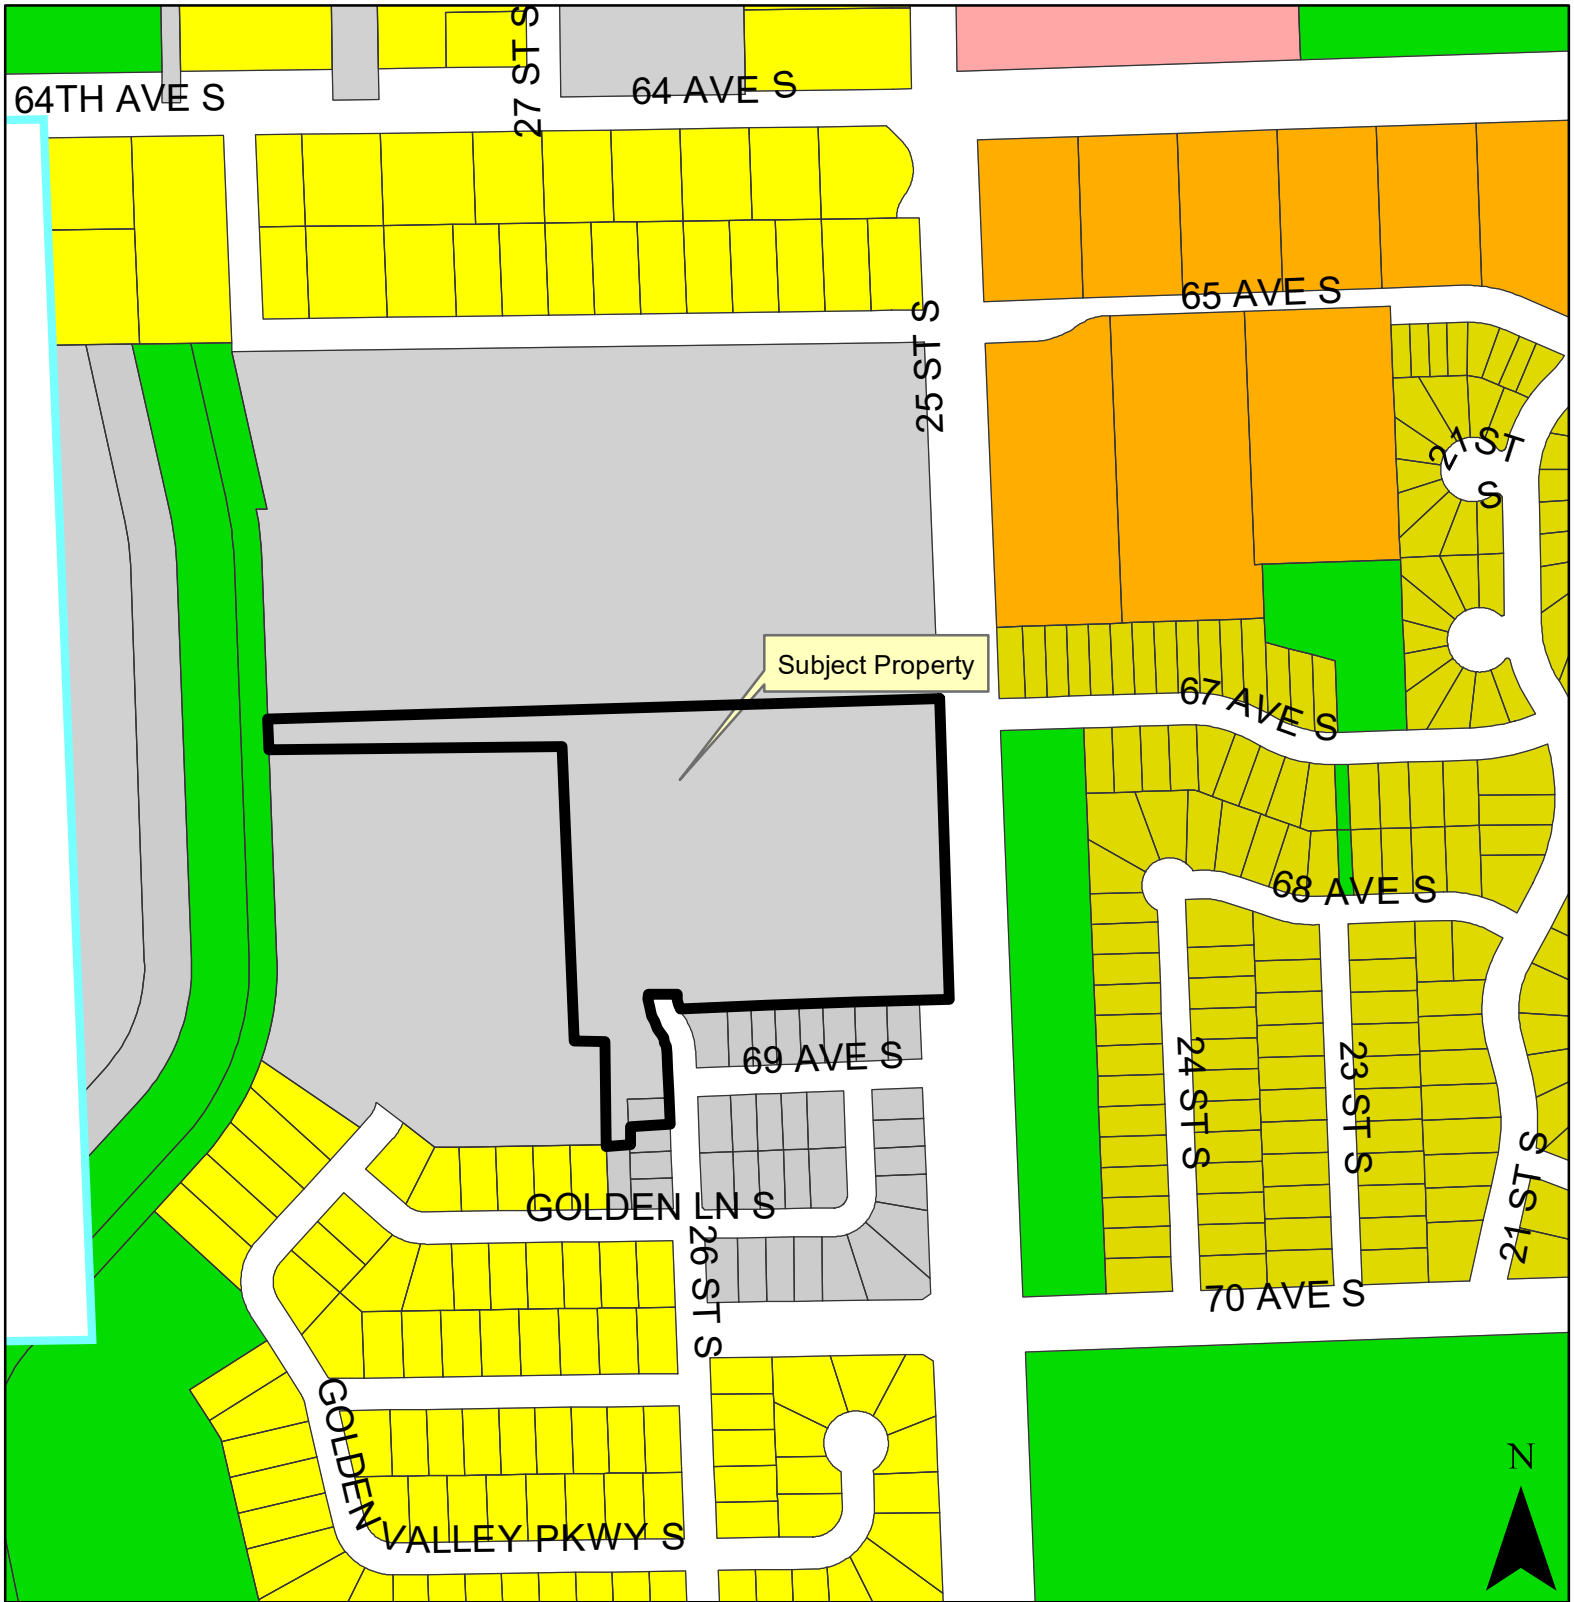 27 ST S
64TH AVE S
64 AVE S
65 AVE S
25 ST S
21 ST
S
Subject Property
67 AVE S
68 AVE S
69 AVE S
24 ST S
23 ST S
21 ST S
GOLDEN LN S
26 ST S
70 AVE S
GOLDEN
VALLEY PKWY S
N